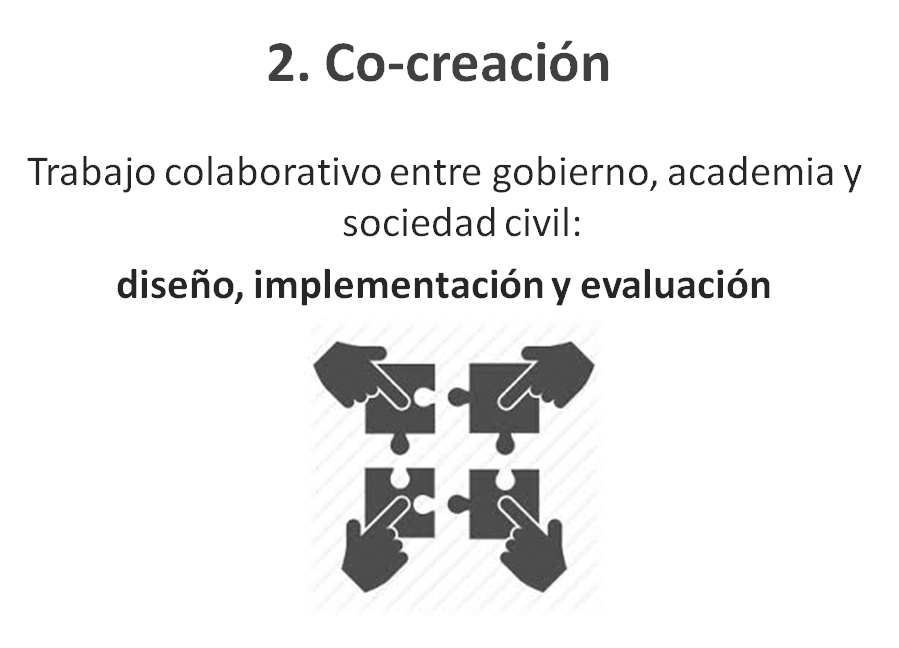 2. Co-creación
Trabajo colaborativo entre gobierno, academia y
sociedad civil:
diseño, implementación y evaluación